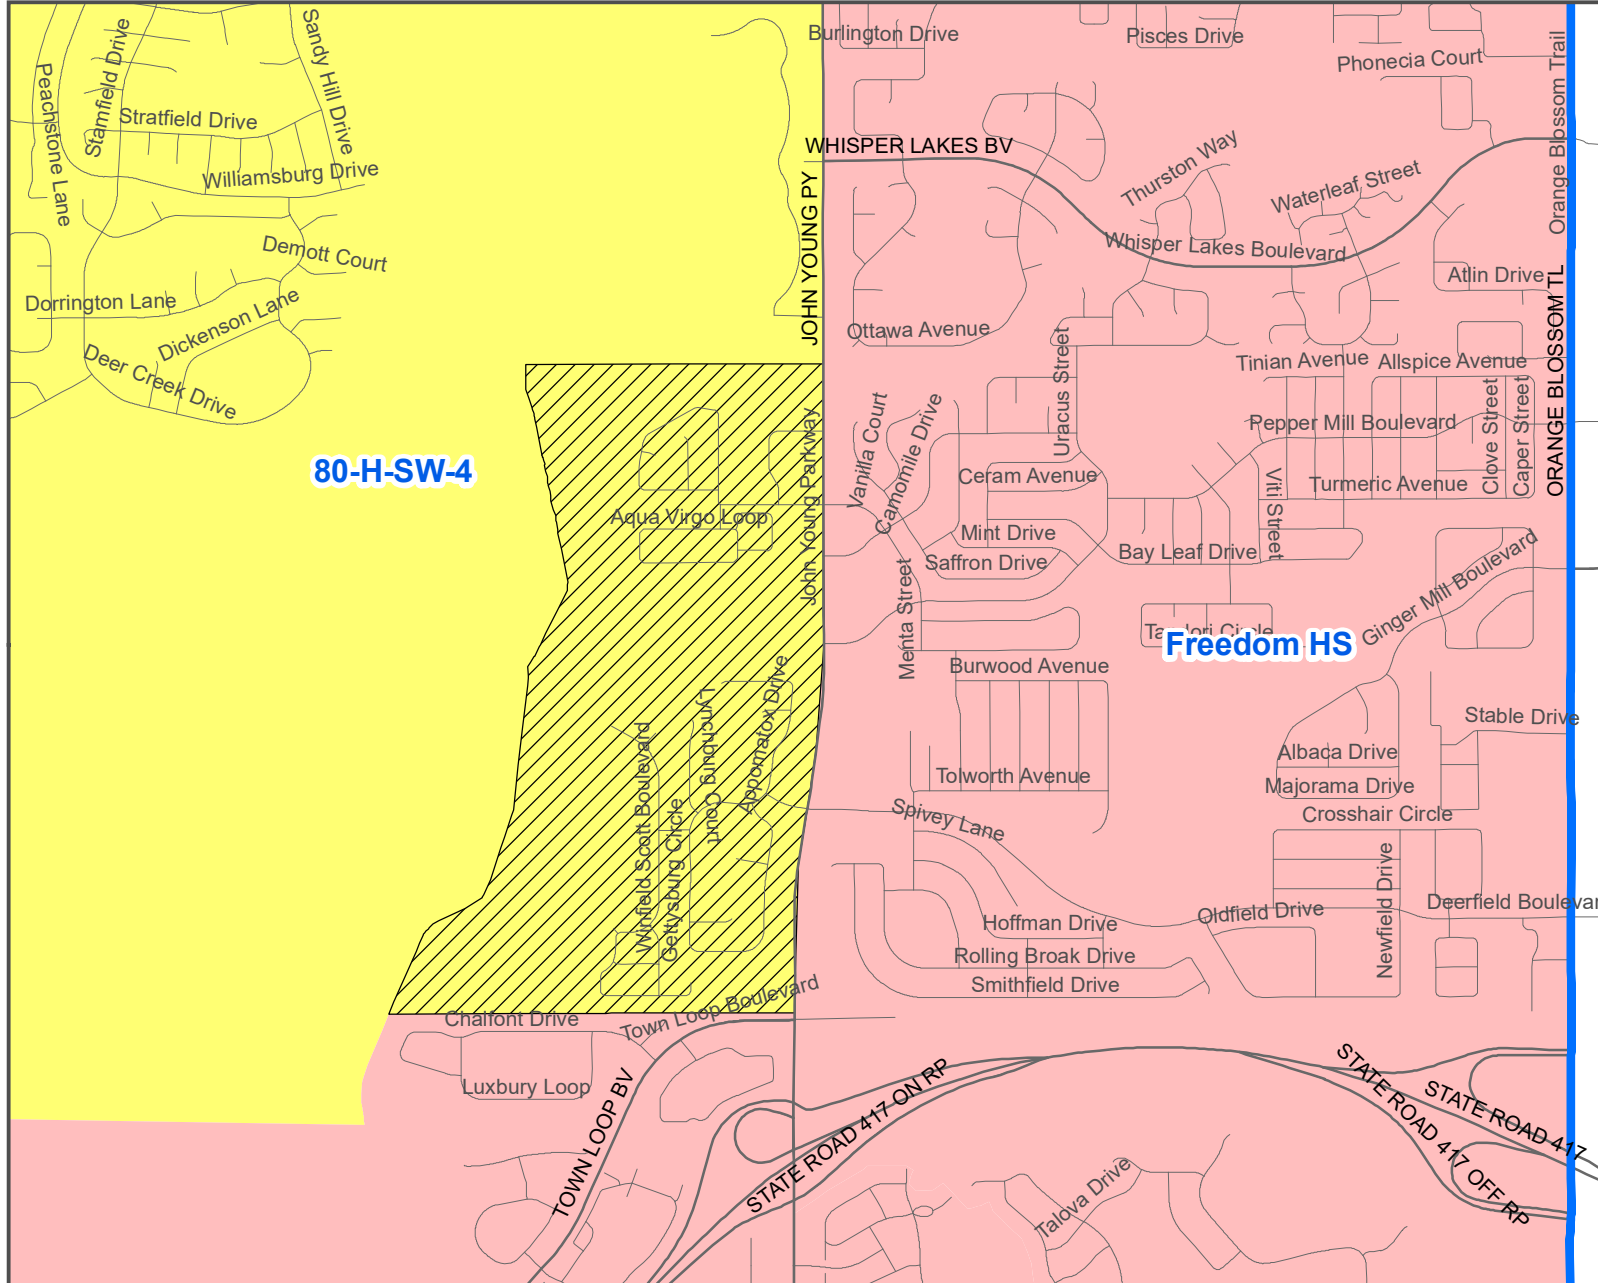 Burlington Drive
Pisces Drive
Phonecia Court
Orange Blossom Trail
Peachstone Lane
Stamfield Drive
Sandy Hill Drive
Stratfield Drive
Williamsburg Drive
WHISPER LAKES BV
Thurston Way
Waterleaf Street
JOHN YOUNG PY
Whisper Lakes Boulevard
Demott Court
Atlin Drive
Dorrington Lane
Dickenson Lane
Deer Creek Drive
Ottawa Avenue
Uracus Street
Tinian Avenue
Allspice Avenue
ORANGE BLOSSOM TL
Pepper Mill Boulevard
Clove Street
Caper Street
John Young Parkway
Vanilla Court
Camomile Drive
80-H-SW-4
Ceram Avenue
Viti Street
Turmeric Avenue
Aqua Virgo Loop
Mint Drive
Bay Leaf Drive
Saffron Drive
Ginger Mill Boulevard
Menta Street
Freedom HS
Burwood Avenue
Lynchburg Court
Appomatox Drive
Winfield Scott Boulevard
Gettysburg Circle
Stable Drive
Albaca Drive
Tolworth Avenue
Majorama Drive
Spivey Lane
Crosshair Circle
Newfield Drive
Deerfield Boulevar
Hoffman Drive
Oldfield Drive
Rolling Broak Drive
Smithfield Drive
Chalfont Drive
Town Loop Boulevard
Luxbury Loop
TOWN LOOP BV
STATE ROAD 417 ON RP
STATE ROAD 417 OFF RP
STATE ROAD 417
Talova Drive